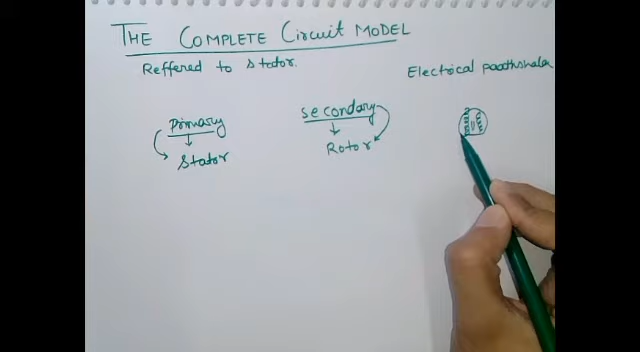 THE COMPLETE Circuit MODEL
Reffered to stator.
Electrical paathshala
Primary
secondary
Stator
Rotor